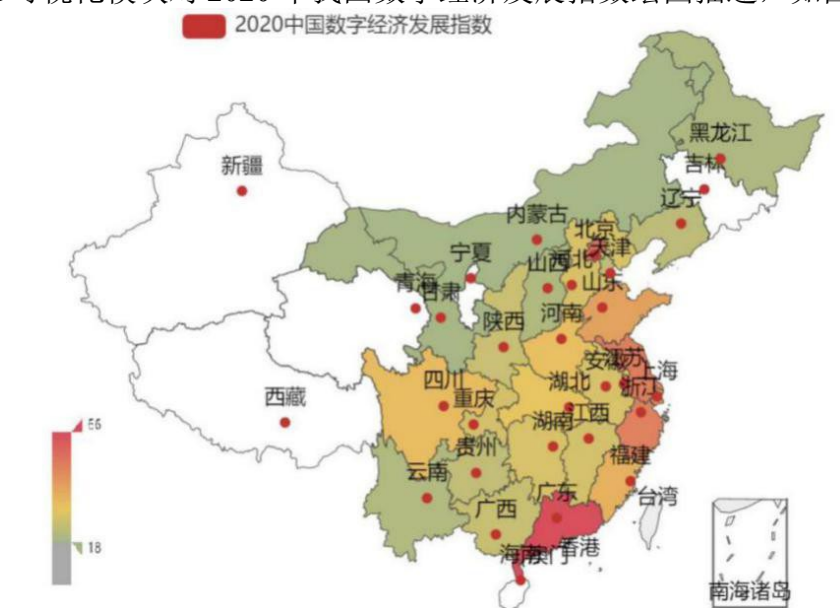 2020中国数字经济发展指数
黑龙江
吉林
新疆
辽宁
内蒙古
北京
天津
宁夏
山西
河北
山东
青海
甘肃
陕西
河南
安徽
江苏
上海
四川
湖北
浙江
西藏
重庆
湖南
江西
贵州
福建
云南
广东
台湾
广西
香港
海南
澳门
18
南海诸岛